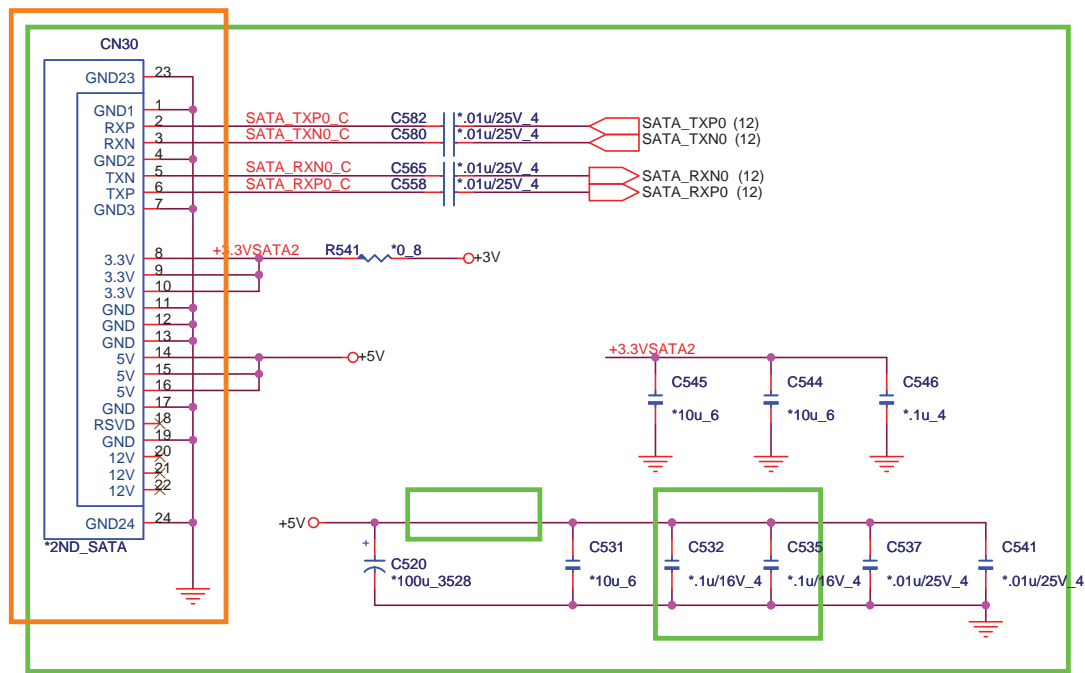 CN30
GND23 23
GND1 1
RXP 2 SATA_TXP0_C C582 *.01u/25V_4 SATA_TXP0 (12)
RXN 3 SATA_TXN0_C C580 *.01u/25V_4 SATA_TXN0 (12)
GND2 4
TXN 5 SATA_RXN0_C C565 *.01u/25V_4 SATA_RXN0 (12)
TXP 6 SATA_RXP0_C C558 *.01u/25V_4 SATA_RXP0 (12)
GND3 7
3.3V 8 +3.3VSATA2 R541 *0_8 +3V
3.3V 9
3.3V 10
GND 11
GND 12
GND 13
5V 14 +5V
5V 15
5V 16
GND 17
RSVD 18
GND 19
12V 20
12V 21
12V 22
GND24 24
*2ND_SATA
+3.3VSATA2
C545 C544 C546
*10u_6 *10u_6 *.1u_4
+5V
+ C520 C531 C532 C535 C537 C541
*100u_3528 *10u_6 *.1u/16V_4 *.1u/16V_4 *.01u/25V_4 *.01u/25V_4